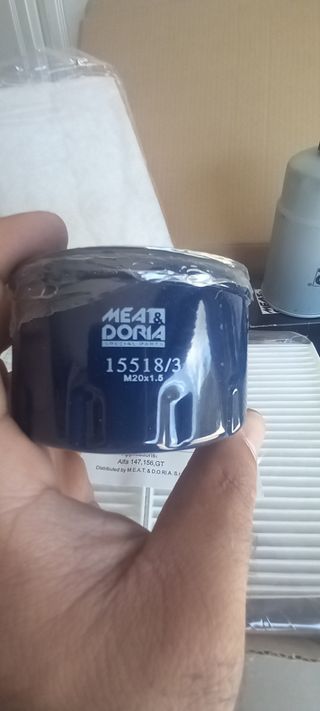 MEAT&
DORIA
SPECIAL PARTS
15518/3
M20x1.5
Alfa 147,156,GT
Distributed by M.E.A.T. & D.O.R.I.A. S.